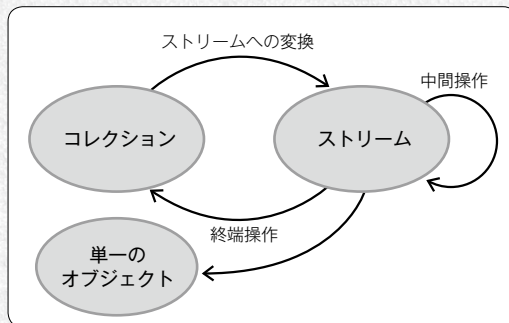 ストリームへの変換
中間操作
コレクション
ストリーム
終端操作
単一の
オブジェクト